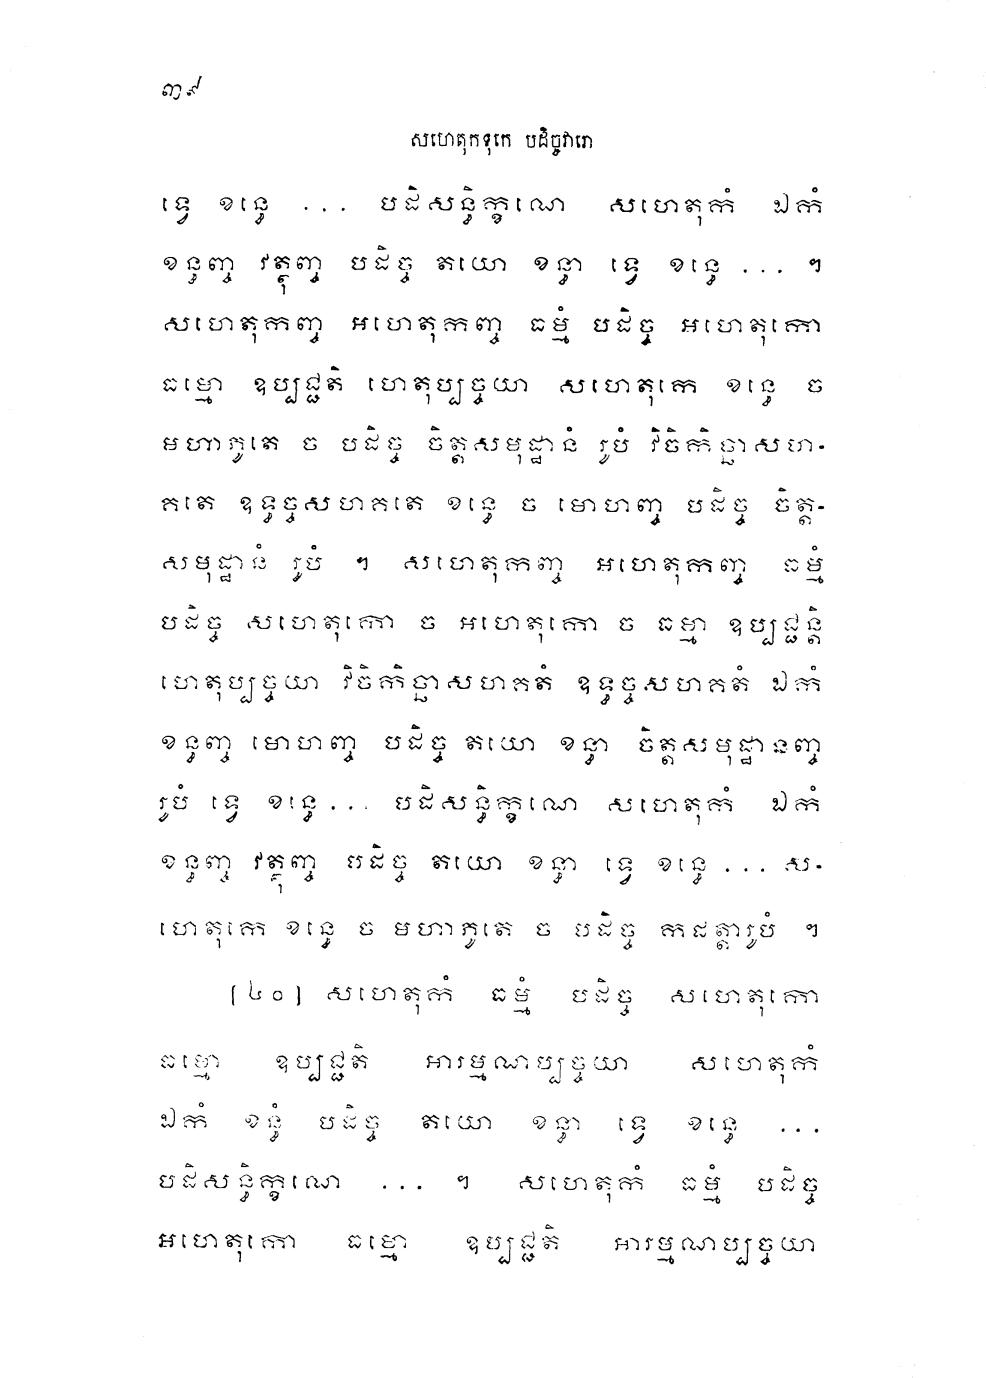 ៣៩
សហេតុកទុកេ បដិច្ចវារោ
ទ្វេ ខន្ធេ ... បដិសន្ធិក្ខណេ សហេតុកំ ឯកំ
ខន្ធញ្ច វត្ថុញ្ច បដិច្ច តយោ ខន្ធា ទ្វេ ខន្ធេ ... ។
សហេតុកញ្ច អហេតុកញ្ច ធម្មំ បដិច្ច អហេតុកោ
ធម្មោ ឧប្បជ្ជតិ ហេតុប្បច្ចយា សហេតុកេ ខន្ធេ ច
មហាភូតេ ច បដិច្ច ចិត្តសមុដ្ឋានំ រូបំ វិចិកិច្ឆាសហ-
កតេ ឧទ្ធច្ចសហកតេ ខន្ធេ ច មោហញ្ច បដិច្ច ចិត្ត-
សមុដ្ឋានំ រូបំ ។ សហេតុកញ្ច អហេតុកញ្ច ធម្មំ
បដិច្ច សហេតុកោ ច អហេតុកោ ច ធម្មា ឧប្បជ្ជន្តិ
ហេតុប្បច្ចយា វិចិកិច្ឆាសហកតំ ឧទ្ធច្ចសហកតំ ឯកំ
ខន្ធញ្ច មោហញ្ច បដិច្ច តយោ ខន្ធា ចិត្តសមុដ្ឋានញ្ច
រូបំ ទ្វេ ខន្ធេ ... បដិសន្ធិក្ខណេ សហេតុកំ ឯកំ
ខន្ធញ្ច វត្ថុញ្ច បដិច្ច តយោ ខន្ធា ទ្វេ ខន្ធេ ... ស-
ហេតុកេ ខន្ធេ ច មហាភូតេ ច បដិច្ច កដត្តារូបំ ។
[៤០] សហេតុកំ ធម្មំ បដិច្ច សហេតុកោ
ធម្មោ ឧប្បជ្ជតិ អារម្មណប្បច្ចយា សហេតុកំ
ឯកំ ខន្ធំ បដិច្ច តយោ ខន្ធា ទ្វេ ខន្ធេ ...
បដិសន្ធិក្ខណេ ... ។ សហេតុកំ ធម្មំ បដិច្ច
អហេតុកោ ធម្មោ ឧប្បជ្ជតិ អារម្មណប្បច្ចយា